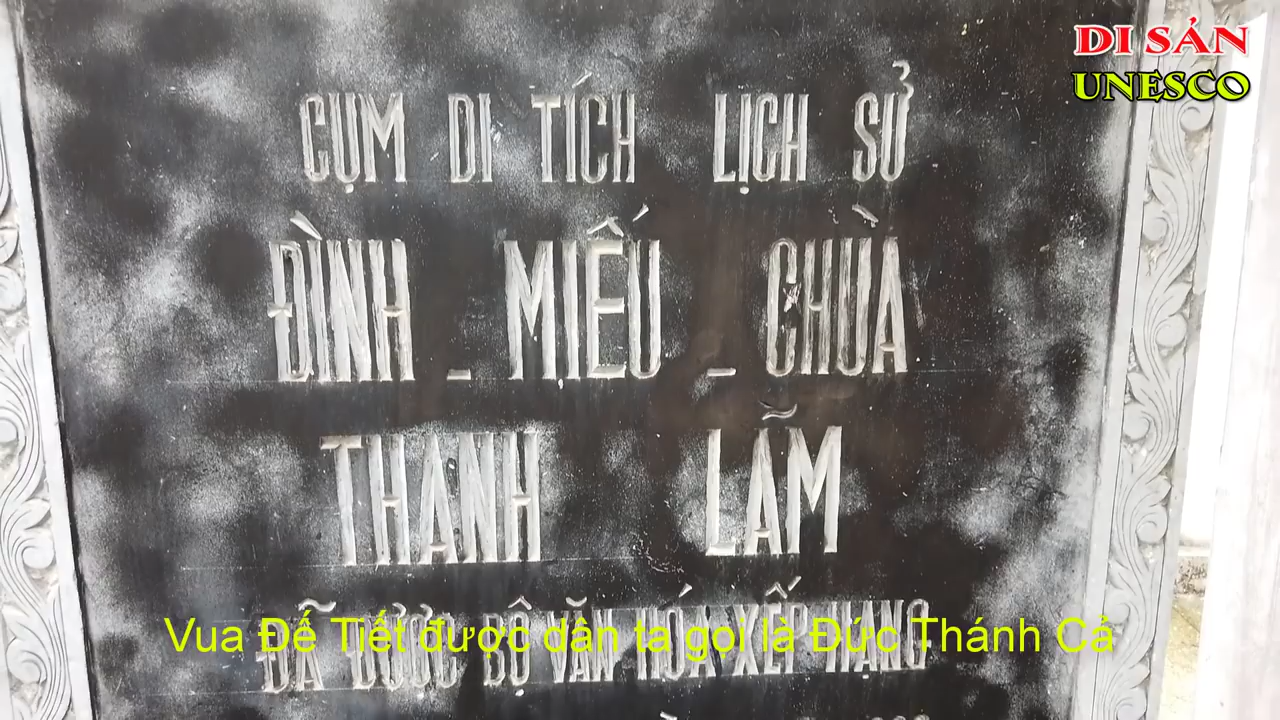 DI SẢN
UNESCO
CỤM DI TÍCH LỊCH SỬ
ĐÌNH _ MIẾU _ CHÙA
THANH LÃM
ĐÃ ĐƯỢC BỘ VĂN HÓA XẾP HẠNG
Vua Đế Tiết được dân ta gọi là Đức Thánh Cả